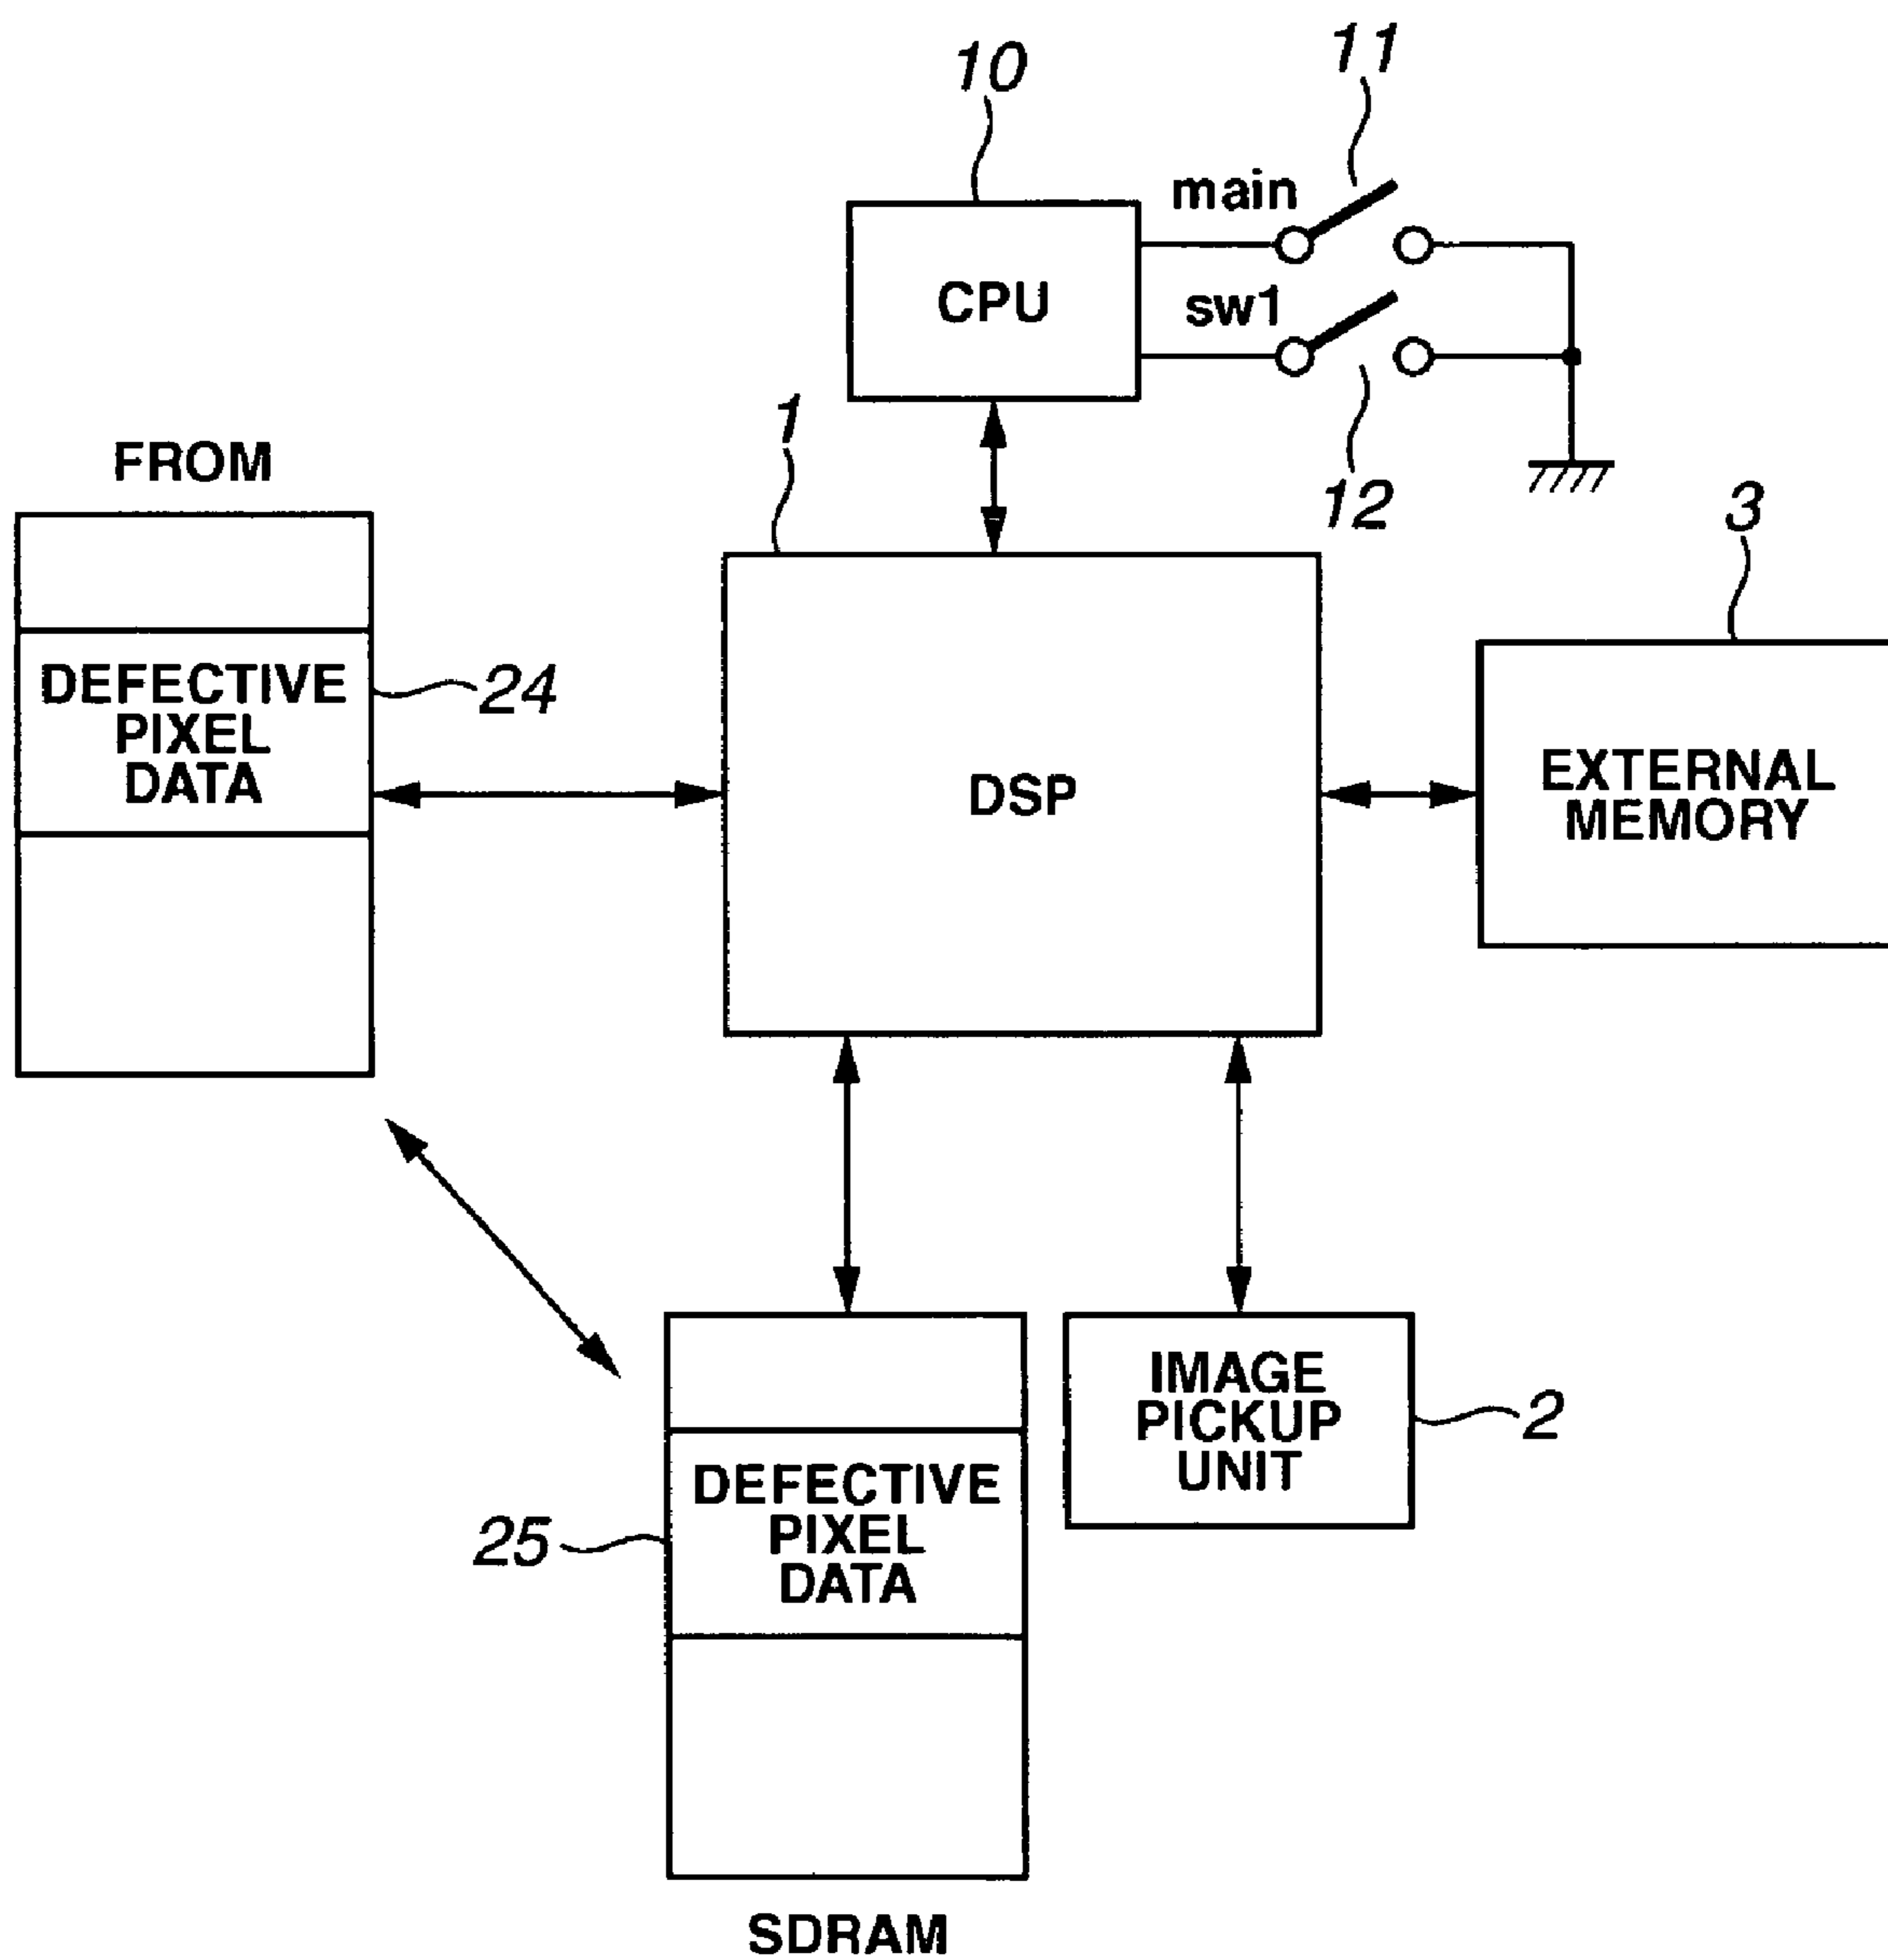 10
11
main
CPU
sw1
12
1
FROM
3
DEFECTIVE
PIXEL
DATA
24
DSP
EXTERNAL
MEMORY
IMAGE
PICKUP
UNIT
2
DEFECTIVE
PIXEL
DATA
25
SDRAM